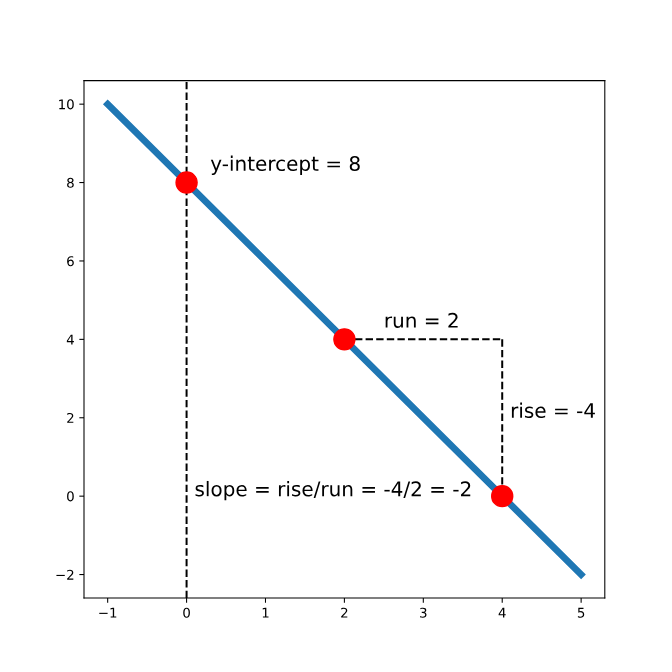 10
y-intercept = 8
8
6
run = 2
4
rise = -4
2
slope = rise/run = -4/2 = -2
0
−2
−1 0 1 2 3 4 5